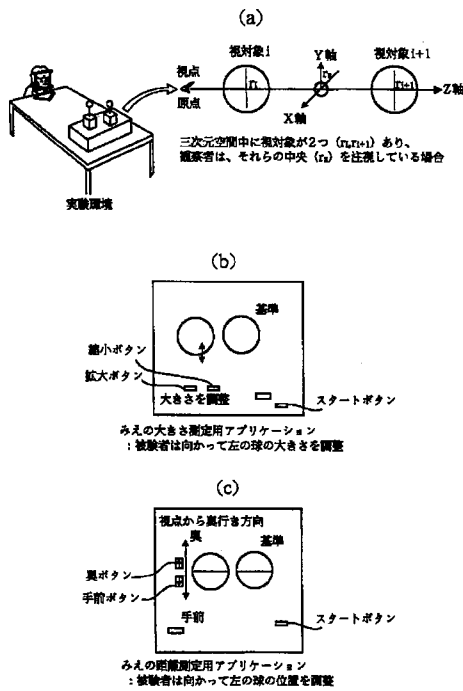 (a)
視対象i
視対象i+1
Y軸
視点
原点
ri
rg
ri+1
Z軸
X軸
三次元空間中に視対象が2つ (ri,ri+1) あり、
観察者は、それらの中央 (rg) を注視している場合
実験環境
(b)
基準
縮小ボタン
拡大ボタン
大きさを調整
スタートボタン
みえの大きさ測定用アプリケーション
：被験者は向かって左の球の大きさを調整
(c)
視点から奥行き方向
奥
基準
奥ボタン
手前ボタン
手前
スタートボタン
みえの距離測定用アプリケーション
：被験者は向かって左の球の位置を調整